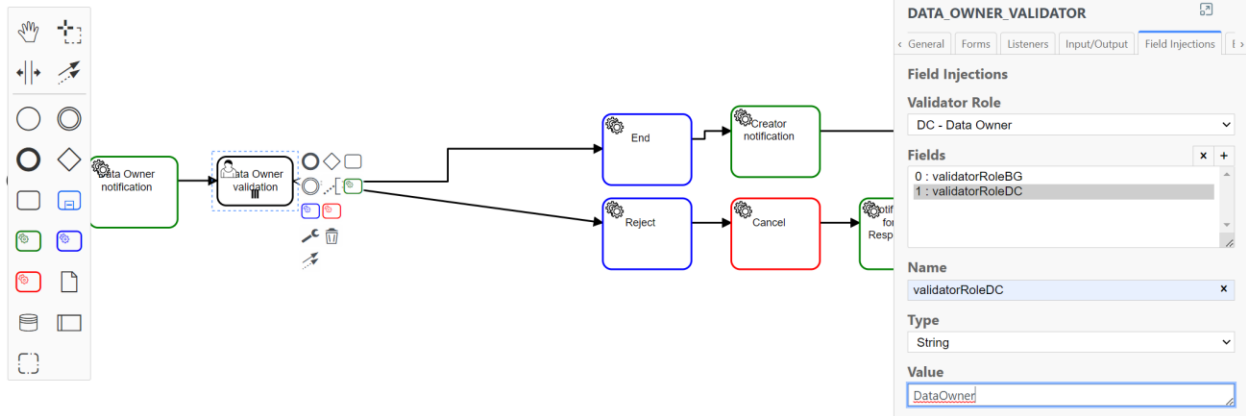 Data Owner
notification
Data Owner
validation
End
Creator
notification
Reject
Cancel
for
DATA_OWNER_VALIDATOR
General
Forms
Listeners
Input/Output
Field Injections
Field Injections
Validator Role
DC - Data Owner
Fields
x +
0 : validatorRoleBG
1 : validatorRoleDC
Name
validatorRoleDC x
Type
String
Value
DataOwner